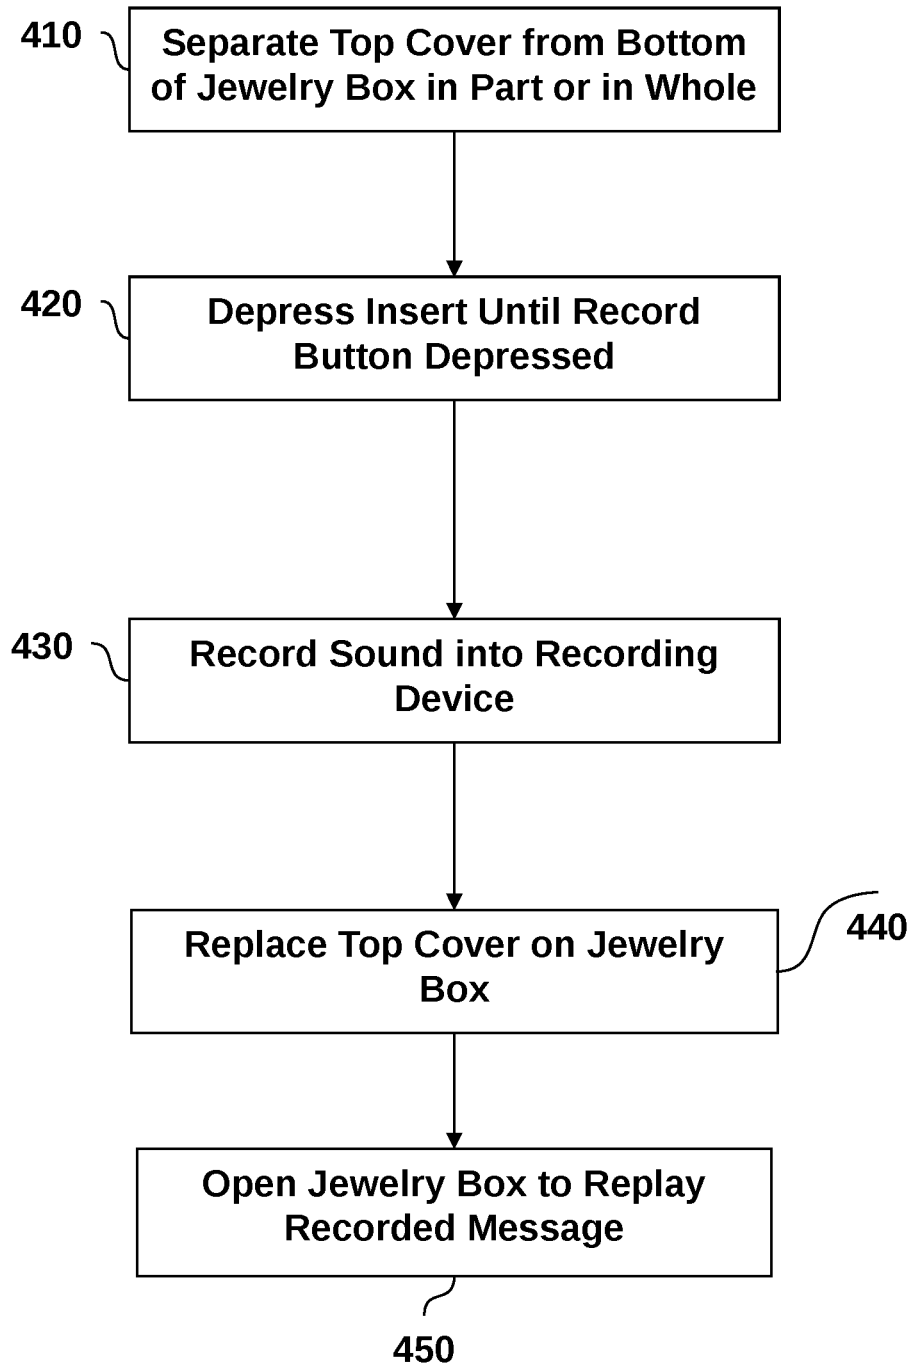 410
Separate Top Cover from Bottom
of Jewelry Box in Part or in Whole
420
Depress Insert Until Record
Button Depressed
430
Record Sound into Recording
Device
440
Replace Top Cover on Jewelry
Box
Open Jewelry Box to Replay
Recorded Message
450